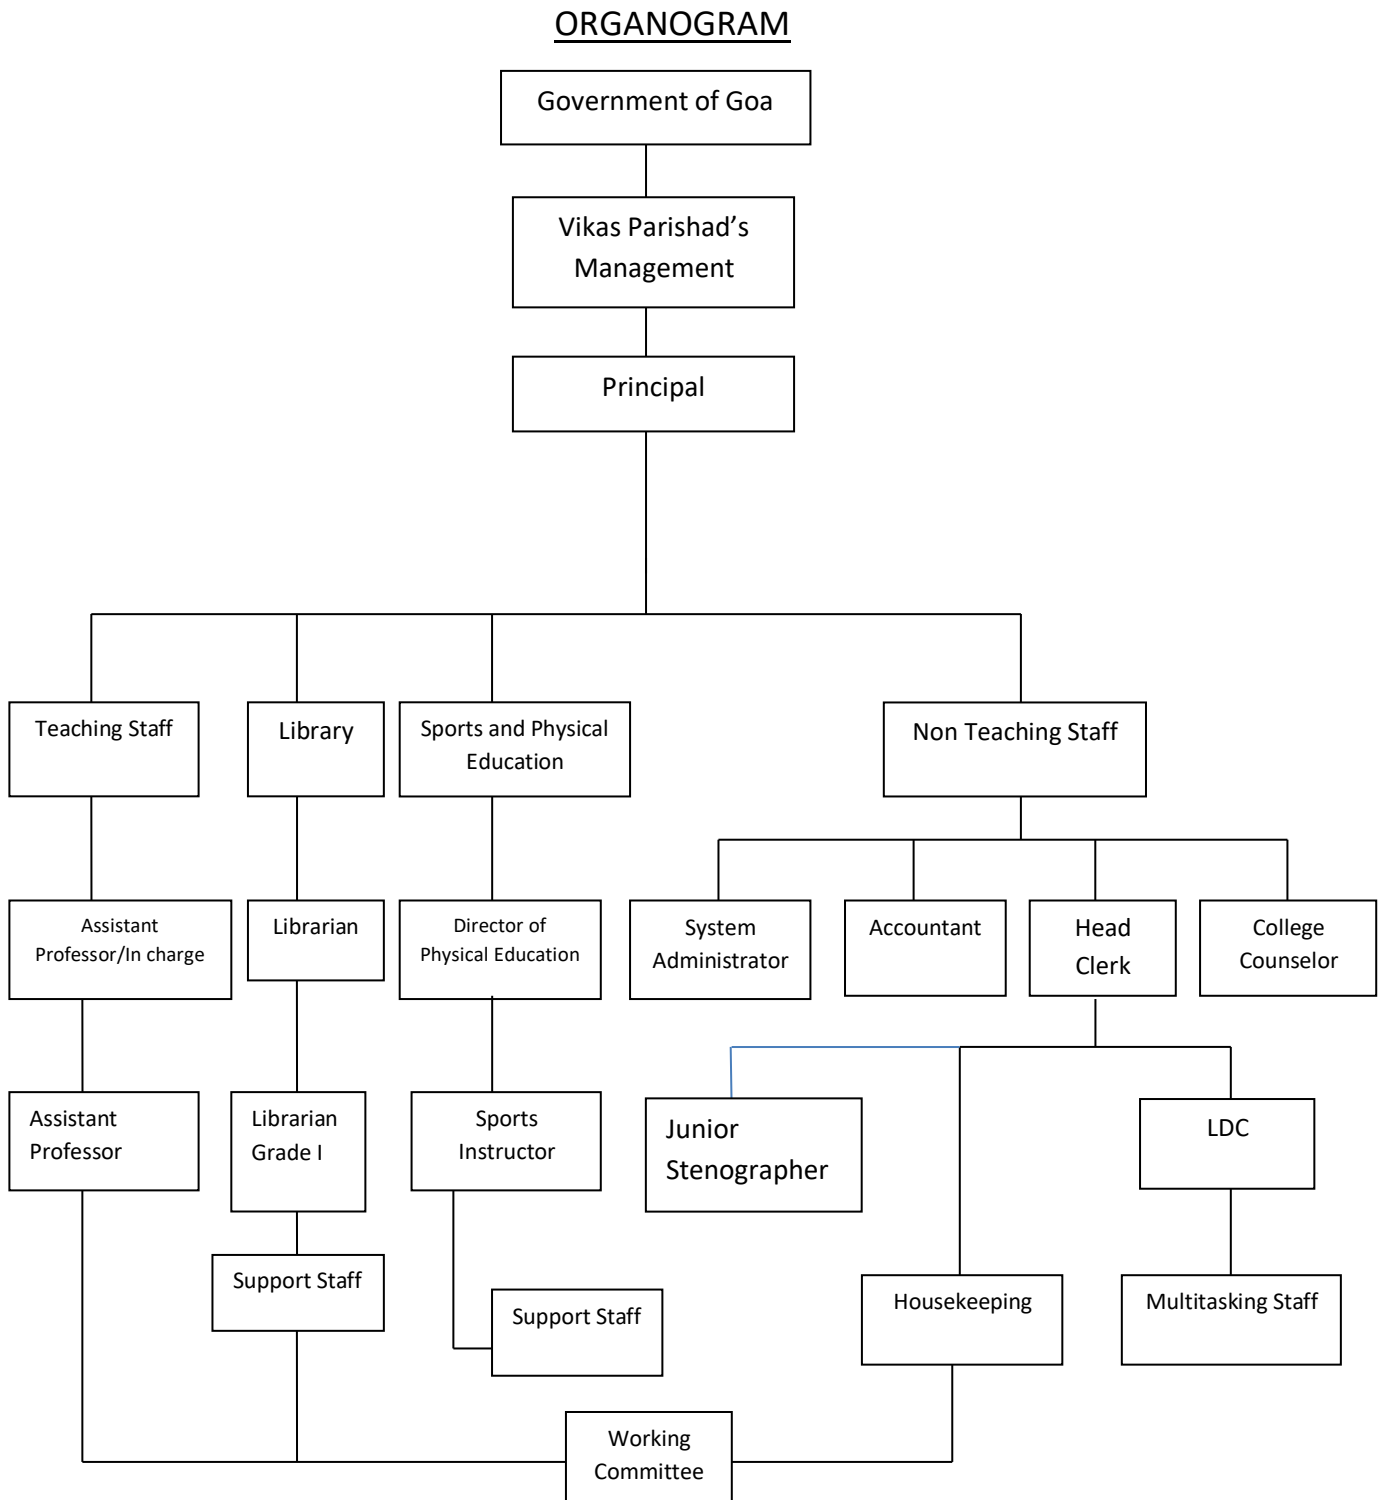 ORGANOGRAM
Government of Goa
Vikas Parishad’s
Management
Principal
Teaching Staff
Library
Sports and Physical
Education
Non Teaching Staff
Assistant
Professor/In charge
Librarian
Director of
Physical Education
System
Administrator
Accountant
Head
Clerk
College
Counselor
Assistant
Professor
Librarian
Grade I
Sports
Instructor
Junior
Stenographer
LDC
Support Staff
Support Staff
Housekeeping
Multitasking Staff
Working
Committee